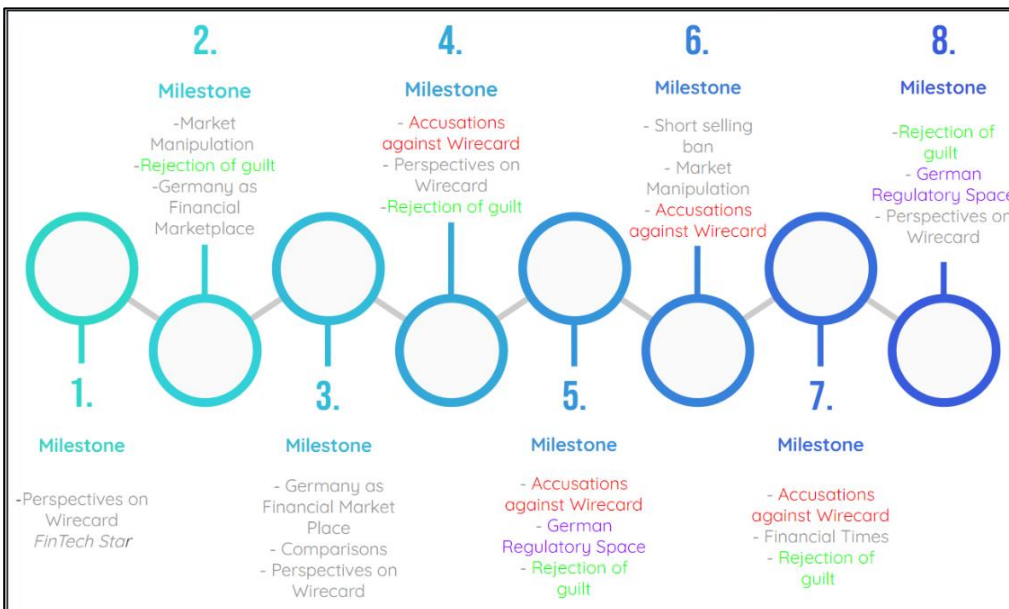 2.
Milestone
-Market
Manipulation
-Rejection of guilt
-Germany as
Financial
Marketplace
4.
Milestone
- Accusations
against Wirecard
- Perspectives on
Wirecard
-Rejection of guilt
6.
Milestone
- Short selling
ban
- Market
Manipulation
- Accusations
against Wirecard
8.
Milestone
-Rejection of
guilt
- German
Regulatory Space
- Perspectives on
Wirecard
1.
Milestone
-Perspectives on
Wirecard
FinTech Star
3.
Milestone
- Germany as
Financial Market
Place
- Comparisons
- Perspectives on
Wirecard
5.
Milestone
- Accusations
against Wirecard
- German
Regulatory Space
- Rejection of
guilt
7.
Milestone
- Accusations
against Wirecard
- Financial Times
- Rejection of
guilt